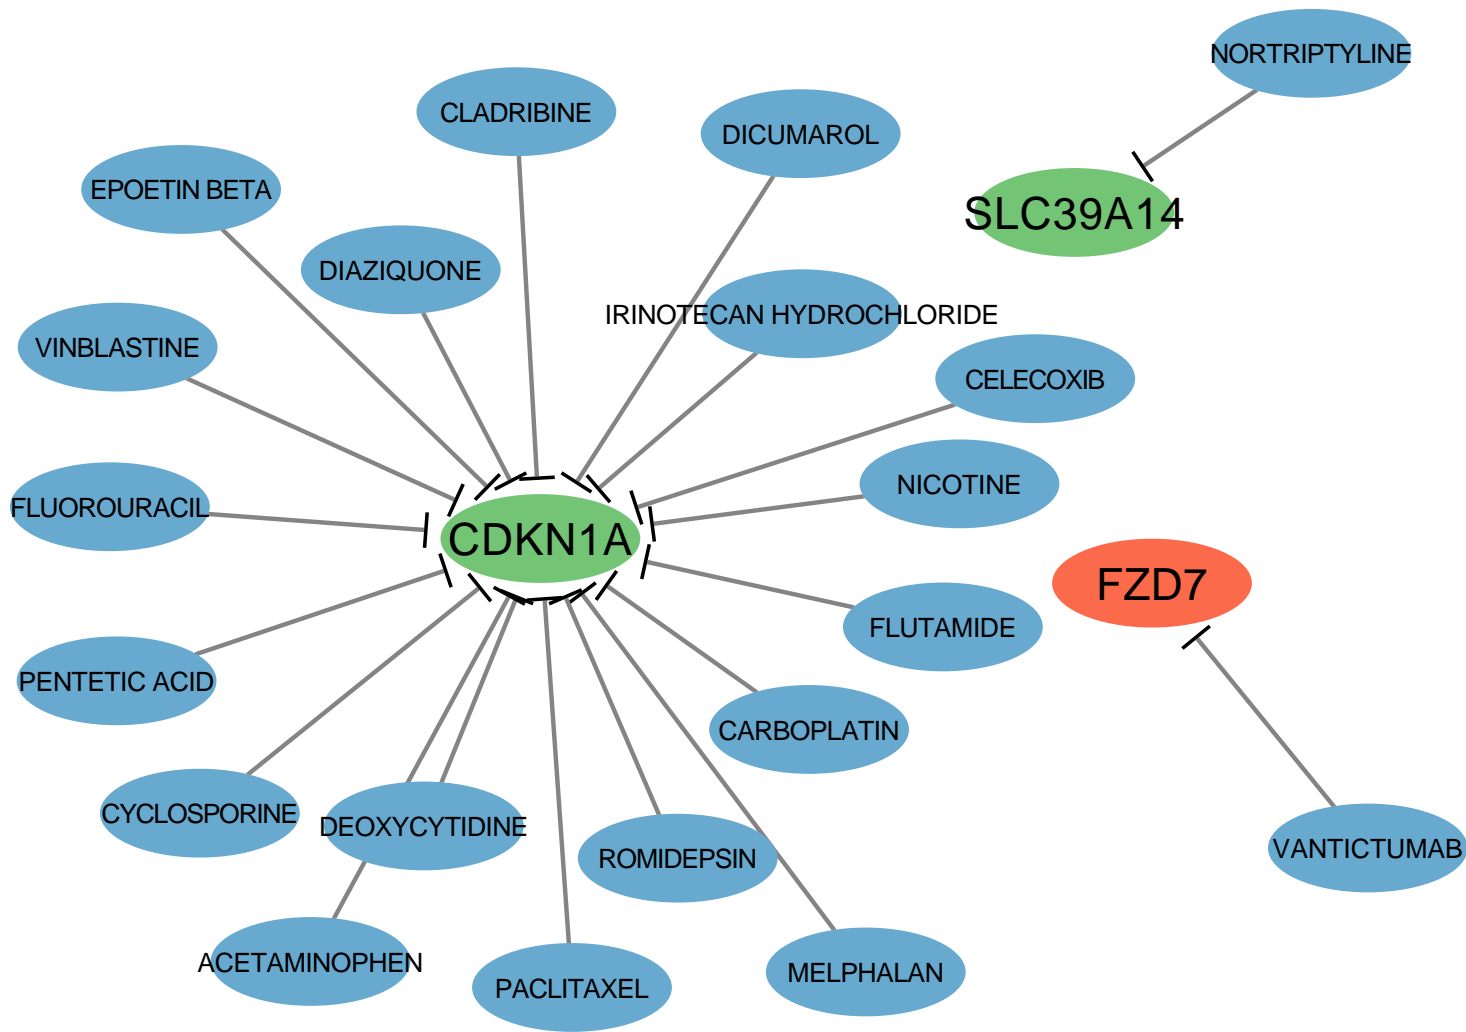 NORTRIPTYLINE
CLADRIBINE
DICUMAROL
EPOETIN BETA
SLC39A14
DIAZIQUONE
IRINOTECAN HYDROCHLORIDE
VINBLASTINE
CELECOXIB
NICOTINE
FLUOROURACIL
CDKN1A
FZD7
FLUTAMIDE
PENTETIC ACID
CARBOPLATIN
CYCLOSPORINE
DEOXYCYTIDINE
VANTICTUMAB
ROMIDEPSIN
ACETAMINOPHEN
MELPHALAN
PACLITAXEL